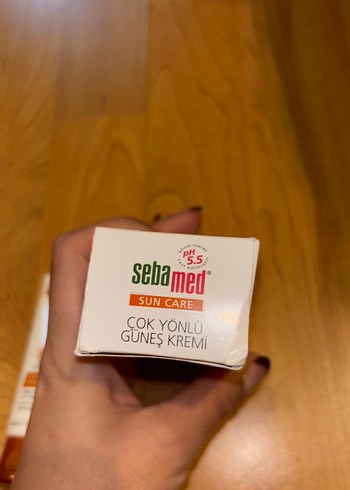 pH
5.5
sebamed®
SUN CARE
ÇOK YÖNLÜ
GÜNEŞ KREMİ